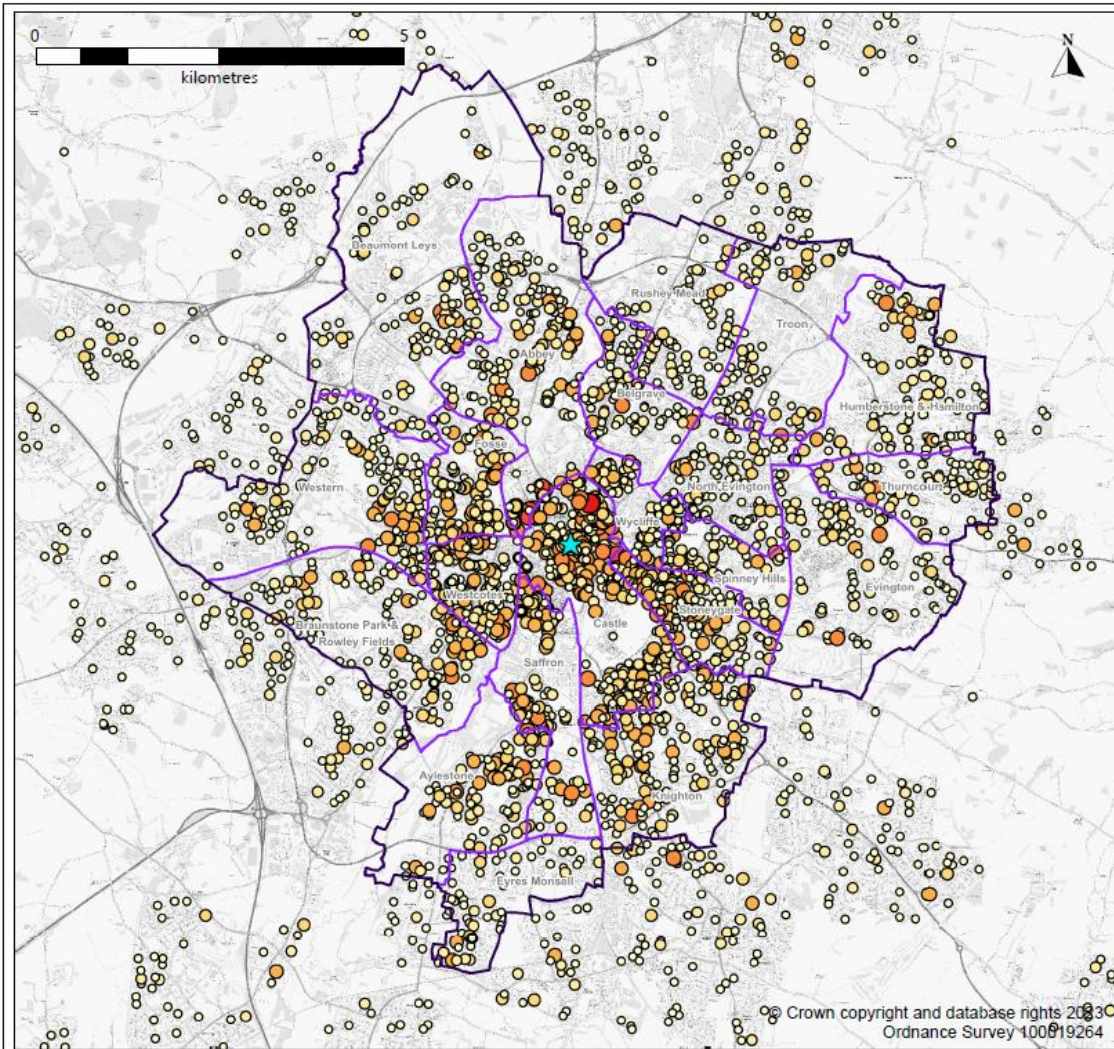 0 5
kilometres
N
Beaumont Leys
Rushey Mead
Troon
Abbey
Belgrave
Humberstone & Hamilton
Fosse
Western
North Evington
Thurncourt
Wycliffe
Spinney Hills
Evington
Westcotes
Stoneygate
Braunstone Park &
Rowley Fields
Castle
Saffron
Aylestone
Knighton
Eyres Monsell
© Crown copyright and database rights 2023
Ordnance Survey 100019264